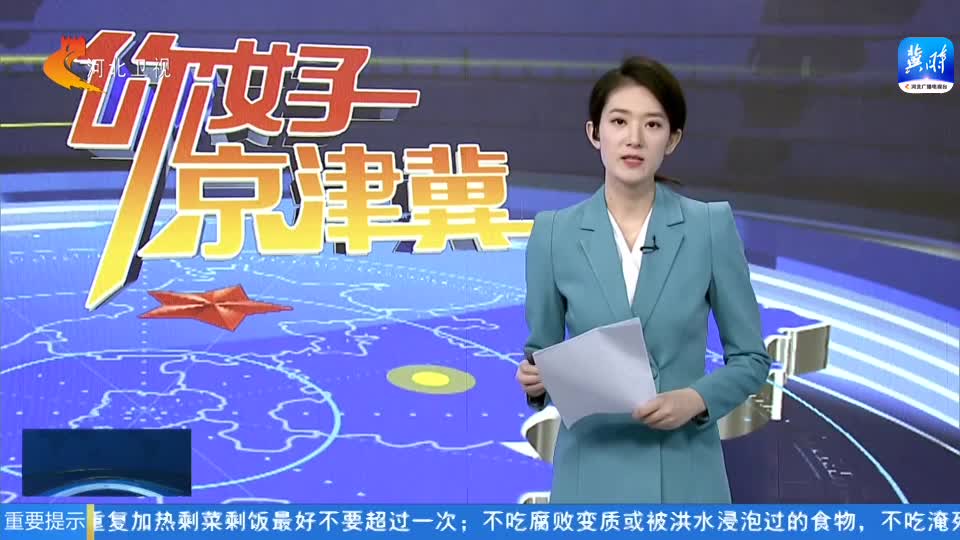 河北卫视
冀时
河北广播电视台
你好
京津冀
重要提示
重复加热剩菜剩饭最好不要超过一次；不吃腐败变质或被洪水浸泡过的食物，不吃淹死